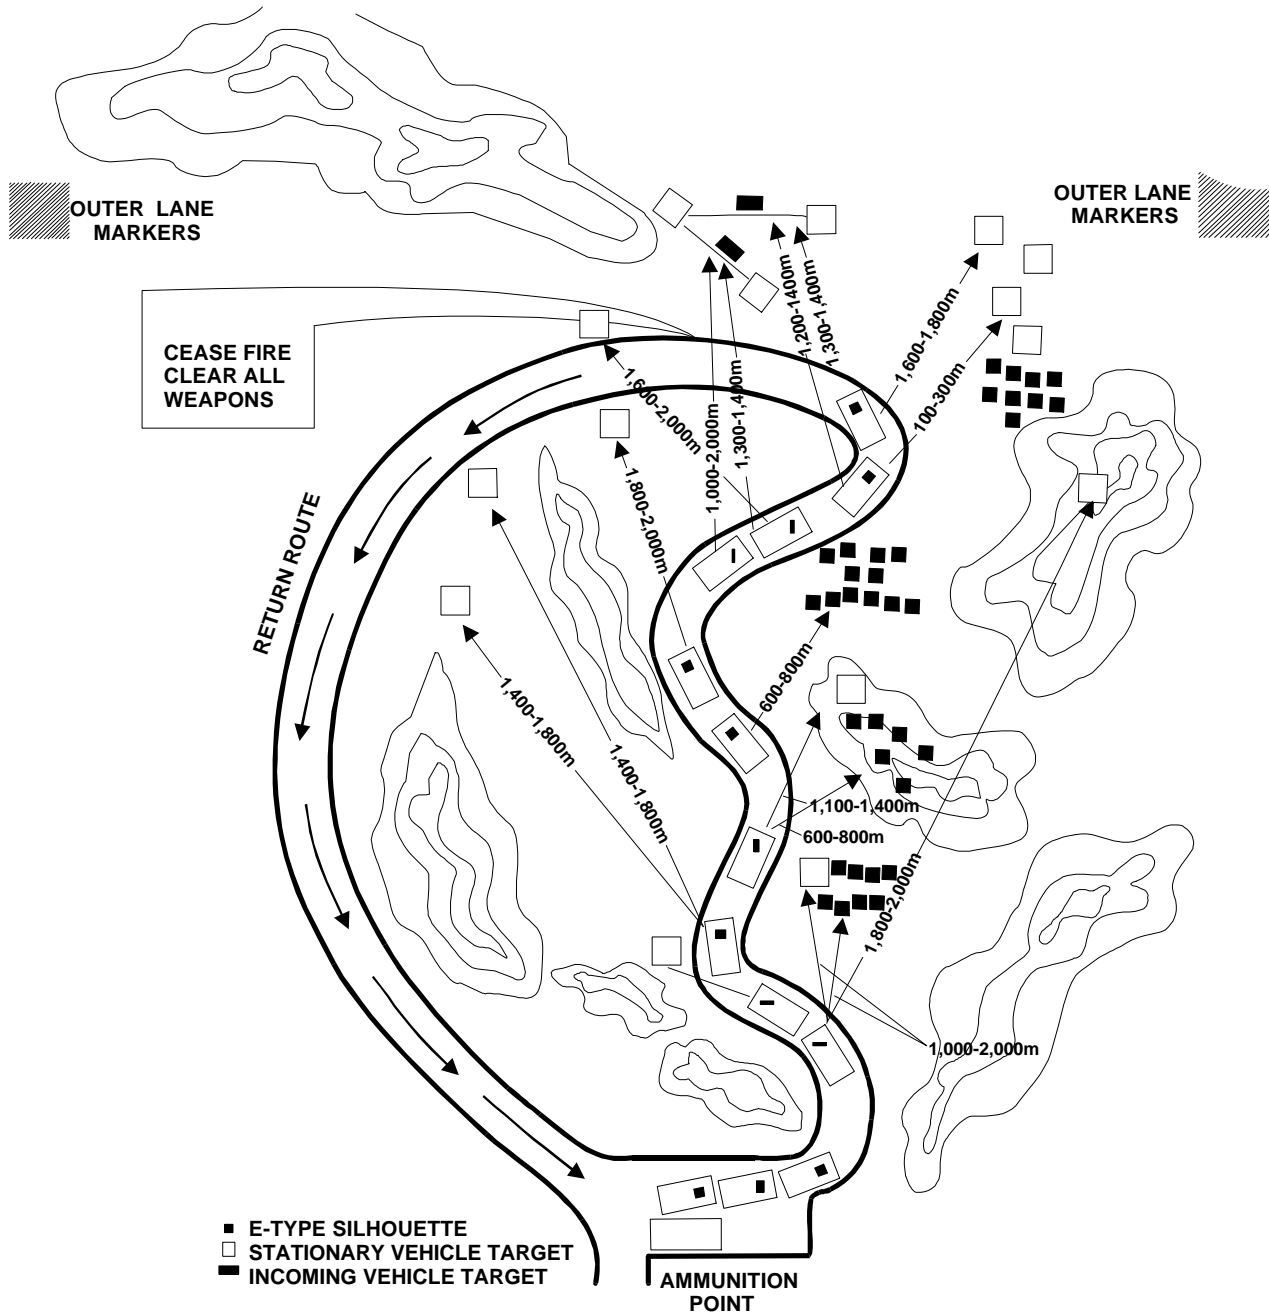 OUTER LANE
MARKERS
OUTER LANE
MARKERS
1,200-1400m
1,300-1,400m
1,600-1,800m
100-300m
CEASE FIRE
CLEAR ALL
WEAPONS
1,600-2,000m
1,000-2,000m
1,300-1,400m
1,800-2,000m
RETURN ROUTE
600-800m
1,400-1,800m
1,400-1,800m
1,100-1,400m
600-800m
1,800-2,000m
1,000-2,000m
E-TYPE SILHOUETTE
STATIONARY VEHICLE TARGET
INCOMING VEHICLE TARGET
AMMUNITION
POINT